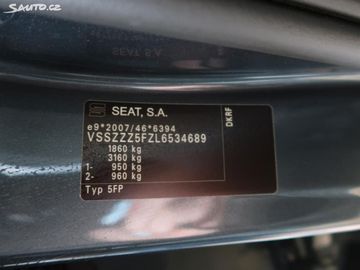 Sauto.cz
SEAT, S.A.
e9*2007/46*6394
VSSZZZ5FZL6534689
1860 kg
3160 kg
1- 950 kg
2- 960 kg
Typ 5FP
DKRF